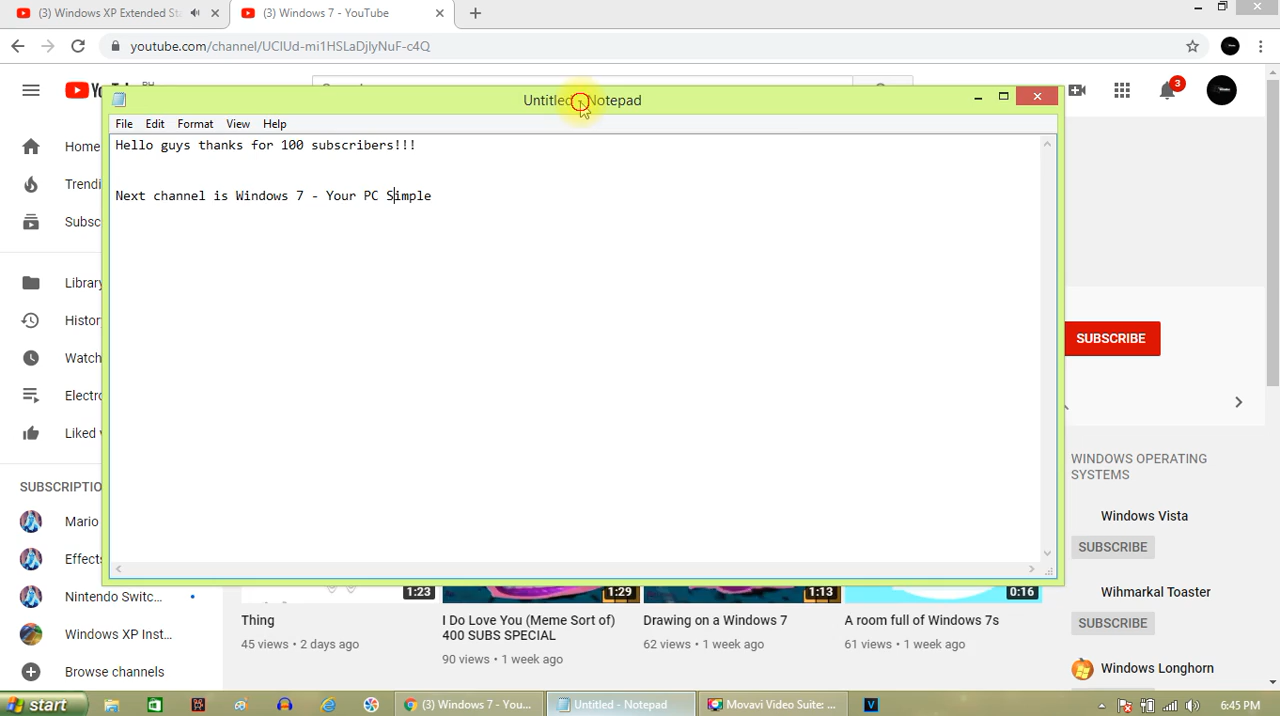 (3) Windows XP Extended St
(3) Windows 7 - YouTube
youtube.com/channel/UCIUd-mi1HSLaDjlyNuF-c4Q
3
Untitled - Notepad
File Edit Format View Help
Hello guys thanks for 100 subscribers!!!
Next channel is Windows 7 - Your PC Simple
Home
Trendi
Subsc
Library
History
Watch
Electro
Liked v
SUBSCRIPTIO
Mario
Effects
Nintendo Switc...
Windows XP Inst...
Browse channels
SUBSCRIBE
WINDOWS OPERATING
SYSTEMS
Windows Vista
SUBSCRIBE
Wihmarkal Toaster
SUBSCRIBE
Windows Longhorn
1:23
1:29
1:13
0:16
Thing
45 views • 2 days ago
I Do Love You (Meme Sort of)
400 SUBS SPECIAL
90 views • 1 week ago
Drawing on a Windows 7
62 views • 1 week ago
A room full of Windows 7s
61 views • 1 week ago
start
(3) Windows 7 - You...
Untitled - Notepad
Movavi Video Suite: ...
6:45 PM